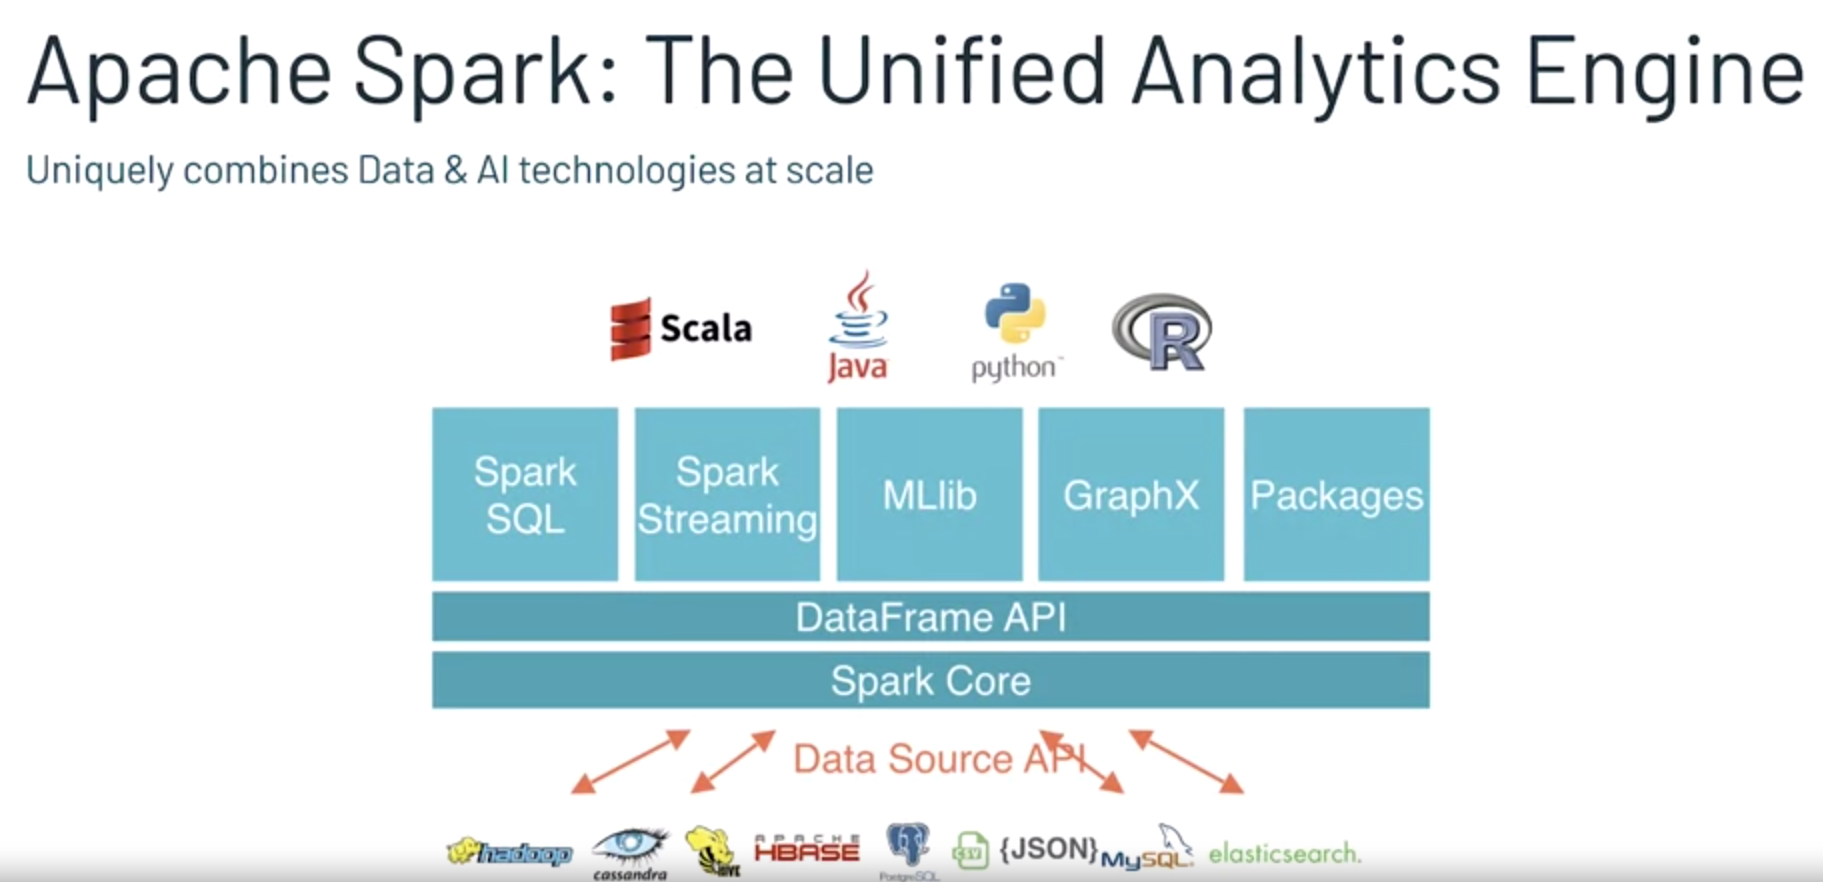 Apache Spark: The Unified Analytics Engine
Uniquely combines Data & AI technologies at scale
Scala
Java
python™
R
Spark
SQL
Spark
Streaming
MLlib
GraphX
Packages
DataFrame API
Spark Core
Data Source API
hadoop
cassandra
HIVE
APACHE
HBASE
PostgreSQL
CSV
{JSON}
MySQL®
elasticsearch.